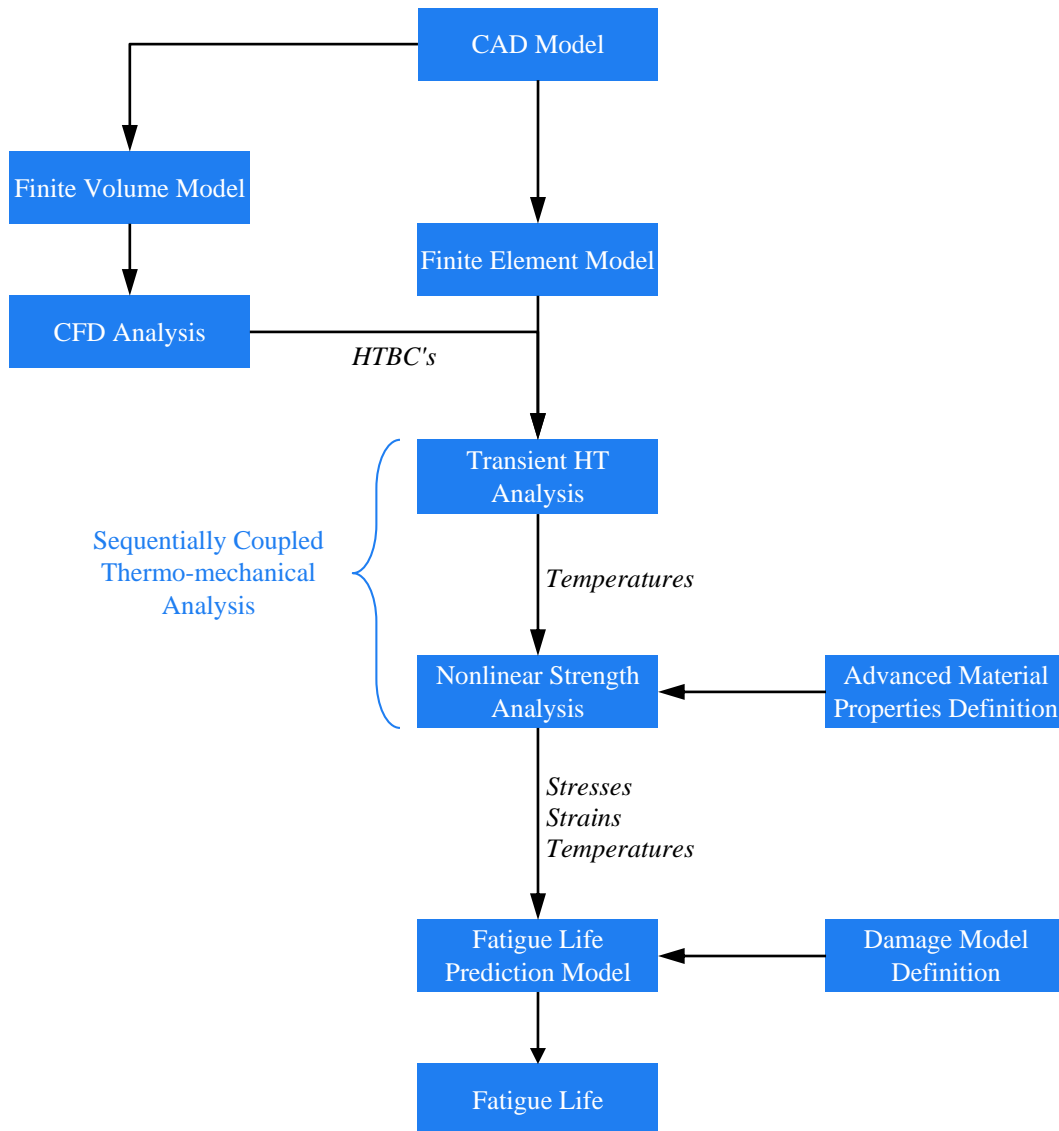 CAD Model
Finite Volume Model
Finite Element Model
CFD Analysis
HTBC's
Transient HT
Analysis
Sequentially Coupled
Thermo-mechanical
Analysis
Temperatures
Nonlinear Strength
Analysis
Advanced Material
Properties Definition
Stresses
Strains
Temperatures
Fatigue Life
Prediction Model
Damage Model
Definition
Fatigue Life